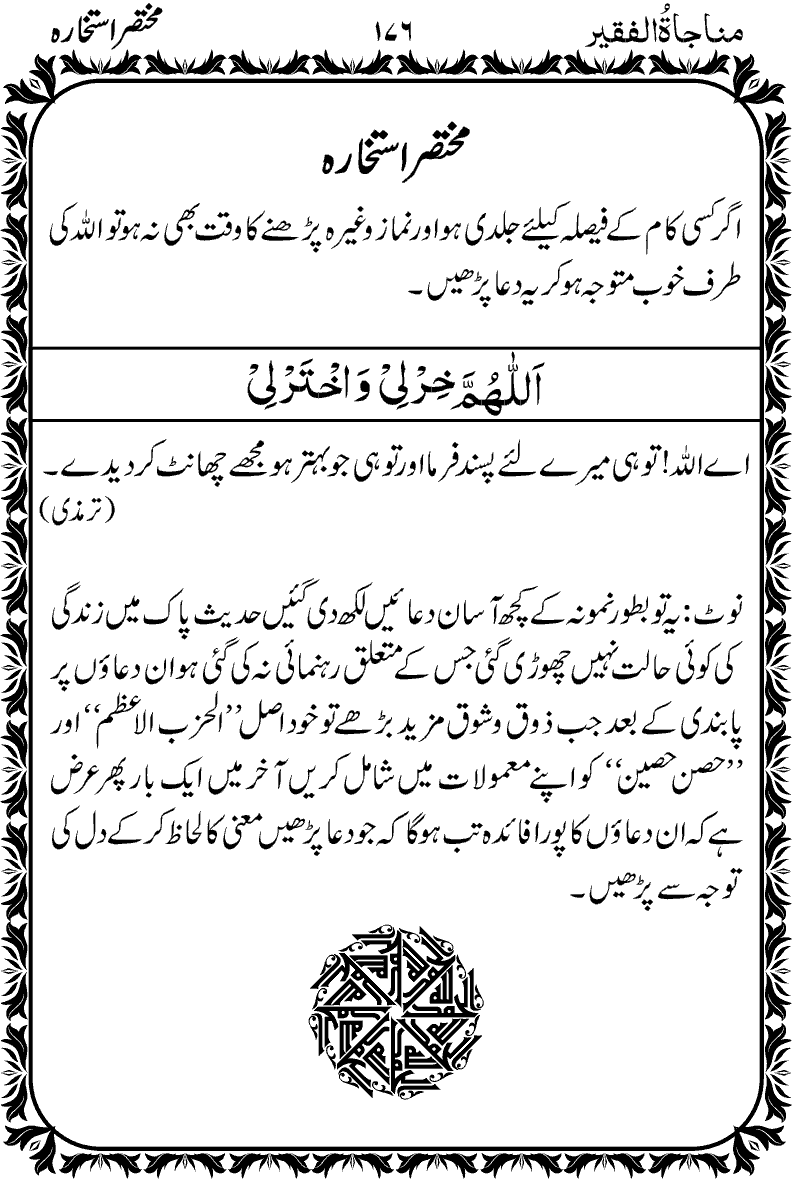 مناجاۃُالفقیر ۱۷۶ مختصر استخارہ
مختصر استخارہ
اگر کسی کام کے فیصلہ کیلئے جلدی ہو اور نماز وغیرہ پڑھنے کا وقت بھی نہ ہو تو اللہ کی
طرف خوب متوجہ ہو کر یہ دعا پڑھیں۔
اَللّٰهُمَّ خِرْلِیْ وَاخْتَرْلِیْ
اے اللہ! تو ہی میرے لئے پسند فرما اور تو ہی جو بہتر ہو مجھے چھانٹ کر دیدے۔
(ترمذی)
نوٹ: یہ تو بطور نمونہ کے کچھ آسان دعائیں لکھ دی گئیں حدیث پاک میں زندگی
کی کوئی حالت نہیں چھوڑی گئی جس کے متعلق رہنمائی نہ کی گئی ہو ان دعاؤں پر
پابندی کے بعد جب ذوق وشوق مزید بڑھے تو خود اصل ’’الحزب الاعظم‘‘ اور
’’حصن حصین‘‘ کو اپنے معمولات میں شامل کریں آخر میں ایک بار پھر عرض
ہے کہ ان دعاؤں کا پورا فائدہ تب ہوگا کہ جو دعا پڑھیں معنی کا لحاظ کر کے دل کی
توجہ سے پڑھیں۔